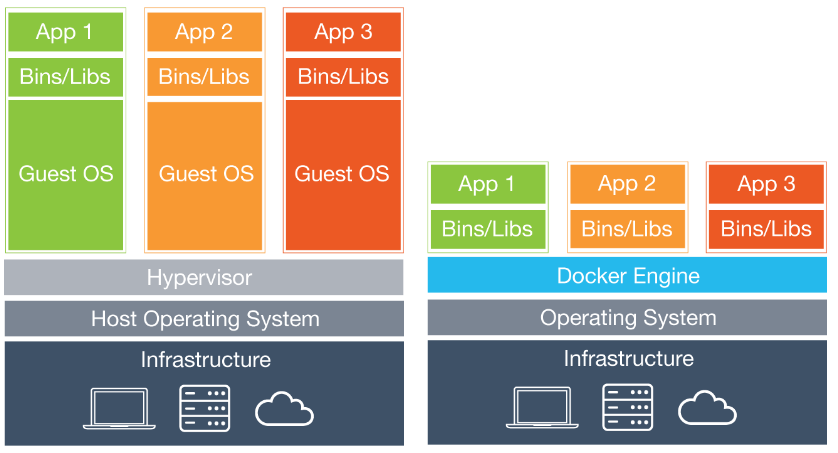 App 1
App 2
App 3
Bins/Libs
Bins/Libs
Bins/Libs
Guest OS
Guest OS
Guest OS
Hypervisor
Host Operating System
Infrastructure
App 1
App 2
App 3
Bins/Libs
Bins/Libs
Bins/Libs
Docker Engine
Operating System
Infrastructure